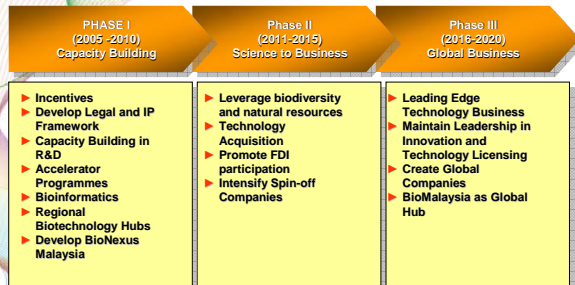 PHASE I
(2005 -2010)
Capacity Building
Phase II
(2011-2015)
Science to Business
Phase III
(2016-2020)
Global Business
► Incentives
► Develop Legal and IP
Framework
► Capacity Building in
R&D
► Accelerator
Programmes
► Bioinformatics
► Regional
Biotechnology Hubs
► Develop BioNexus
Malaysia
► Leverage biodiversity
and natural resources
► Technology
Acquisition
► Promote FDI
participation
► Intensify Spin-off
Companies
► Leading Edge
Technology Business
► Maintain Leadership in
Innovation and
Technology Licensing
► Create Global
Companies
► BioMalaysia as Global
Hub